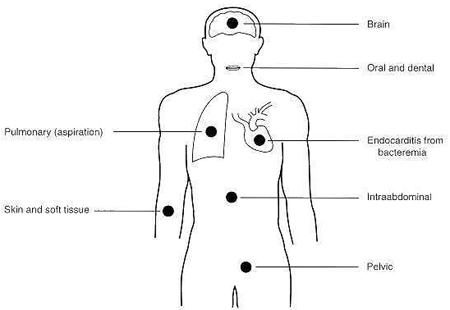 Brain
Oral and dental
Pulmonary (aspiration)
Endocarditis from
bacteremia
Intraabdominal
Skin and soft tissue
Pelvic